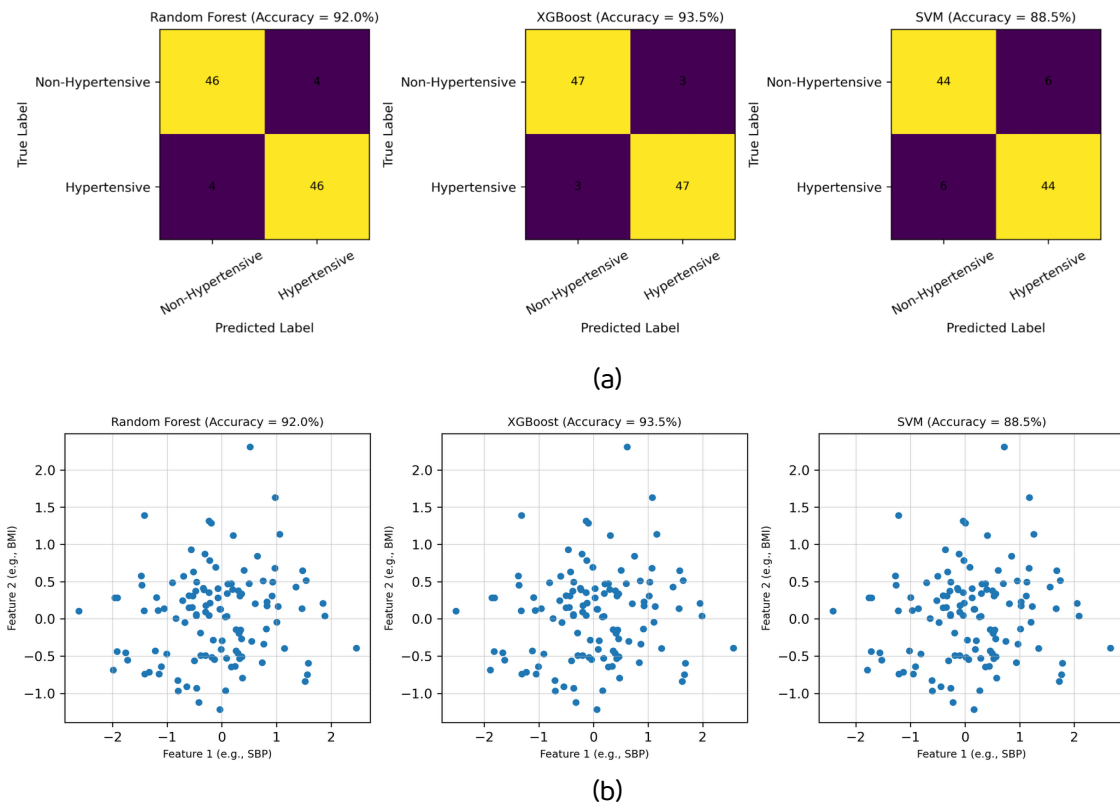 Random Forest (Accuracy = 92.0%)
XGBoost (Accuracy = 93.5%)
SVM (Accuracy = 88.5%)
True Label
Non-Hypertensive
46
4
Hypertensive
4
46
Non-Hypertensive
Hypertensive
Predicted Label
True Label
Non-Hypertensive
47
3
Hypertensive
3
47
Non-Hypertensive
Hypertensive
Predicted Label
True Label
Non-Hypertensive
44
6
Hypertensive
6
44
Non-Hypertensive
Hypertensive
Predicted Label
(a)
Random Forest (Accuracy = 92.0%)
XGBoost (Accuracy = 93.5%)
SVM (Accuracy = 88.5%)
Feature 2 (e.g., BMI)
2.0
1.5
1.0
0.5
0.0
−0.5
−1.0
−2
−1
0
1
2
Feature 1 (e.g., SBP)
Feature 2 (e.g., BMI)
2.0
1.5
1.0
0.5
0.0
−0.5
−1.0
−2
−1
0
1
2
Feature 1 (e.g., SBP)
Feature 2 (e.g., BMI)
2.0
1.5
1.0
0.5
0.0
−0.5
−1.0
−2
−1
0
1
2
Feature 1 (e.g., SBP)
(b)